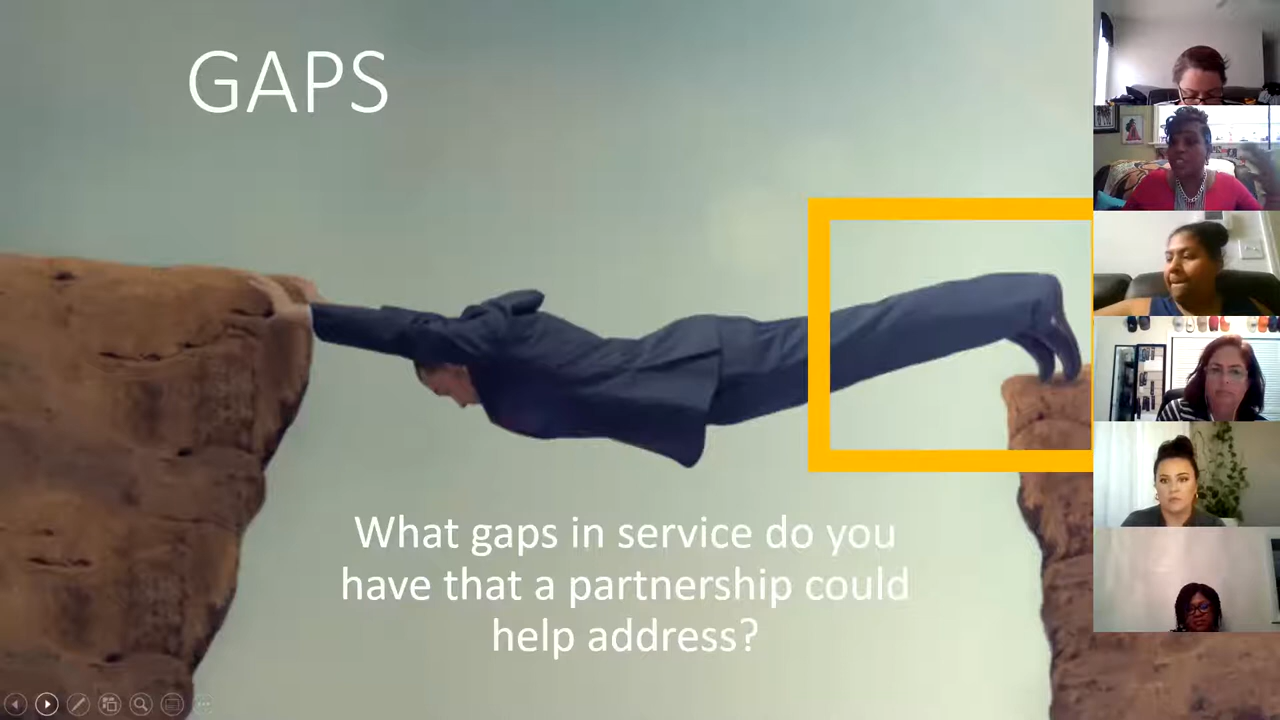 GAPS
What gaps in service do you
have that a partnership could
help address?